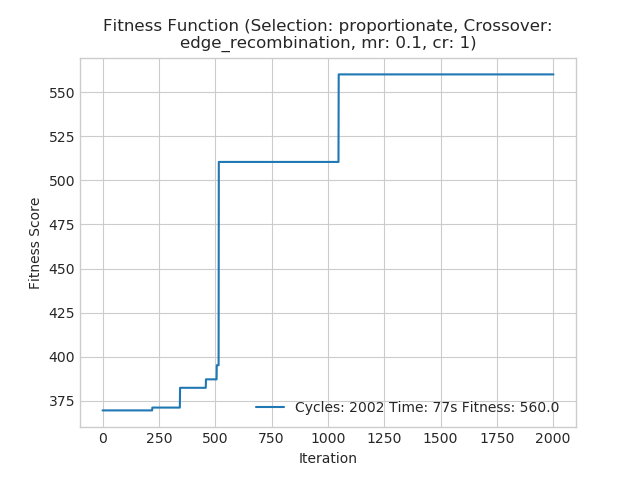 Fitness Function (Selection: proportionate, Crossover:
edge_recombination, mr: 0.1, cr: 1)
Fitness Score
550
525
500
475
450
425
400
375
Cycles: 2002 Time: 77s Fitness: 560.0
0 250 500 750 1000 1250 1500 1750 2000
Iteration